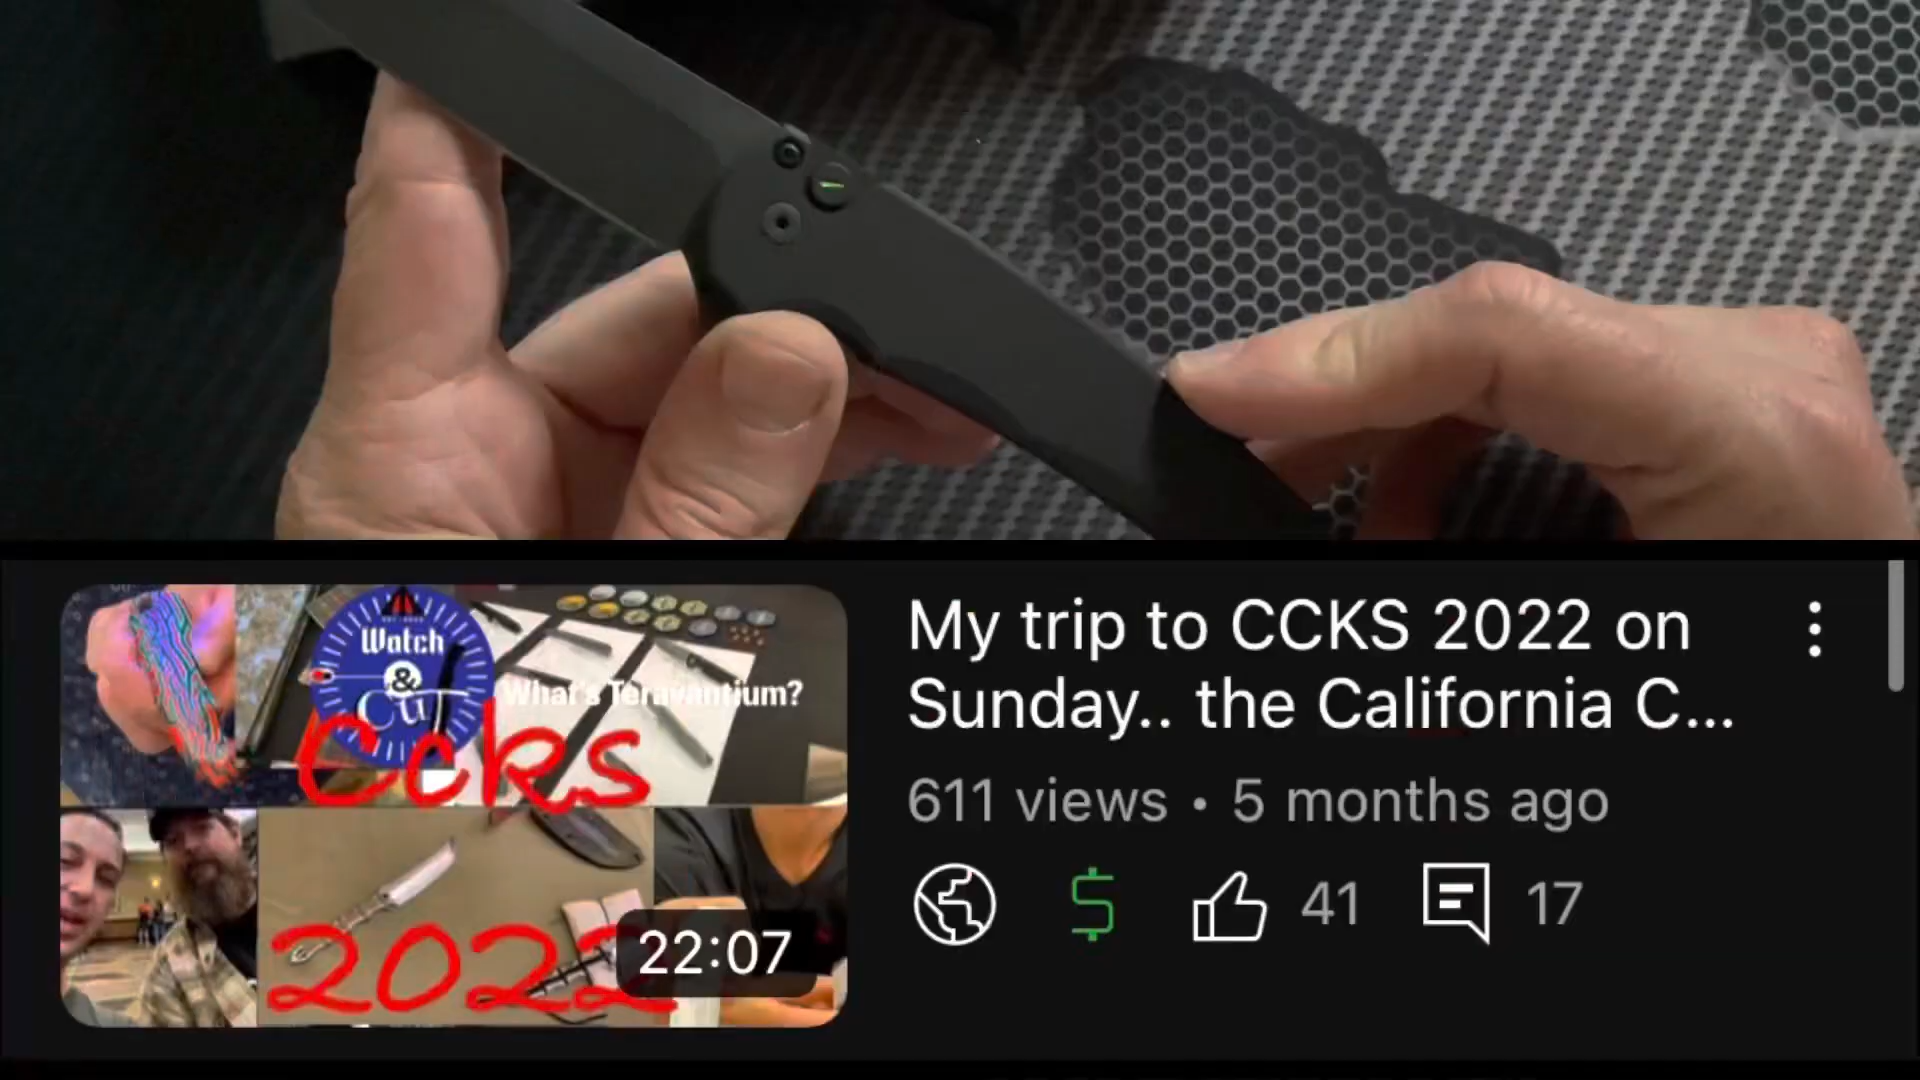 Watch
&
Cut
What's Teravantium?
Ccks
2022
22:07
My trip to CCKS 2022 on
Sunday.. the California C...
611 views • 5 months ago
41
17